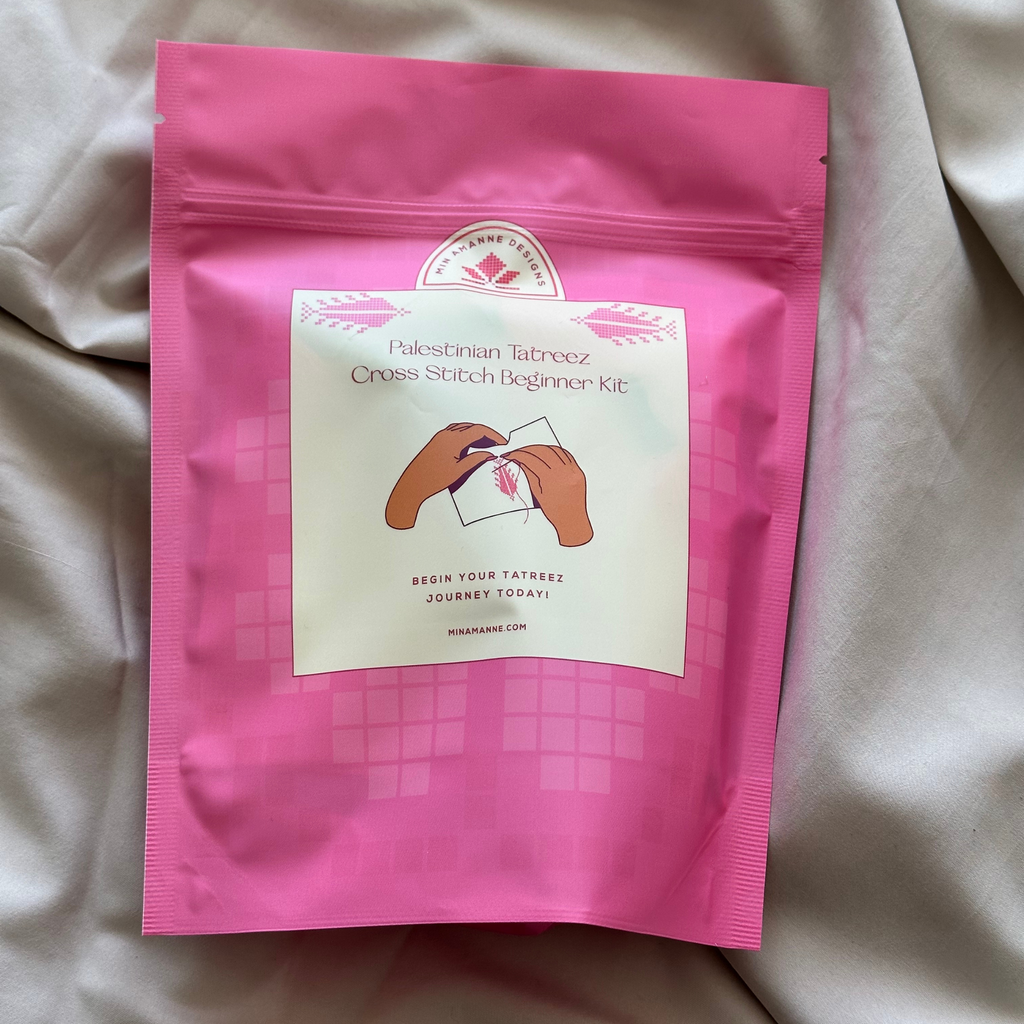 MIN AMANNE DESIGNS
Palestinian Tatreez
Cross Stitch Beginner Kit
BEGIN YOUR TATREEZ
JOURNEY TODAY!
MINAMANNE.COM